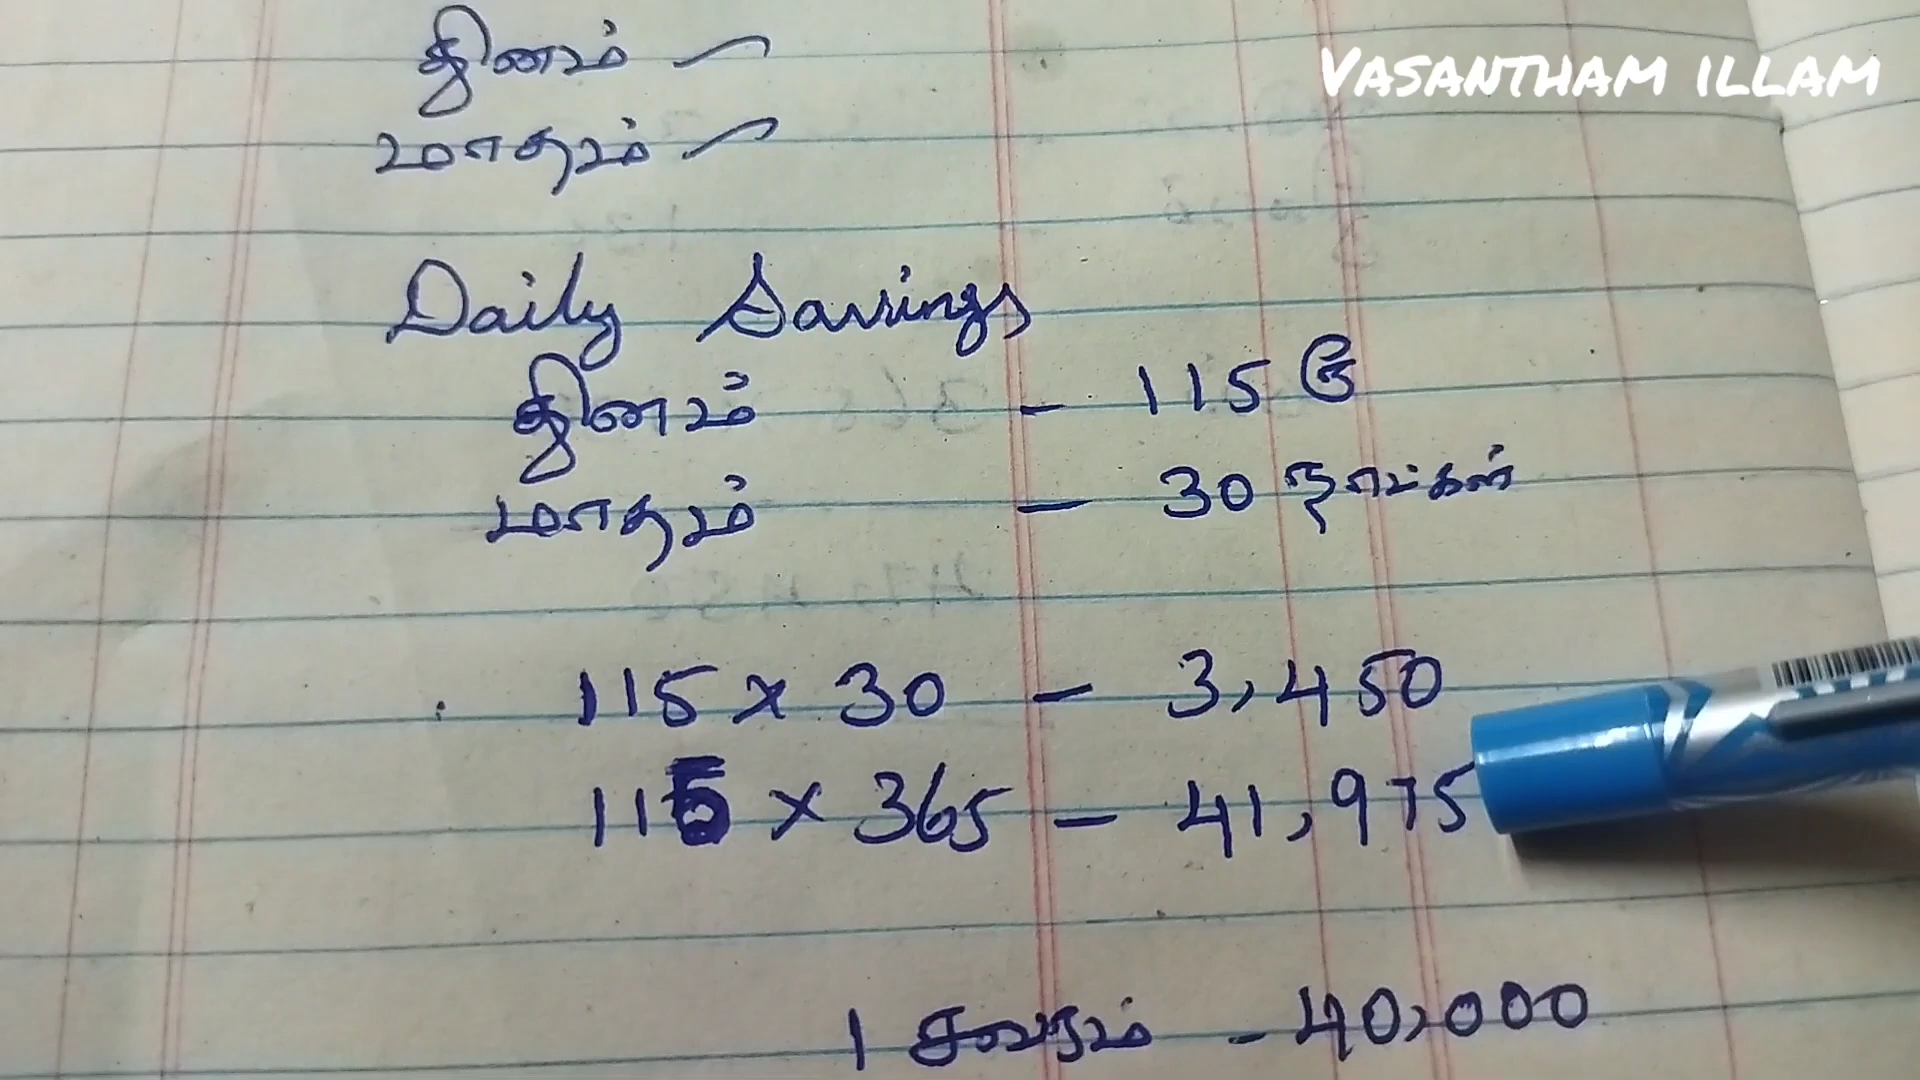 VASANTHAM ILLAM
தினம் –
மாதம் –
Daily Savings
தினம் – 115 ரூ
மாதம் – 30 நாட்கள்
115 x 30 – 3,450
115 x 365 – 41,975
1 சவரம் – 40,000